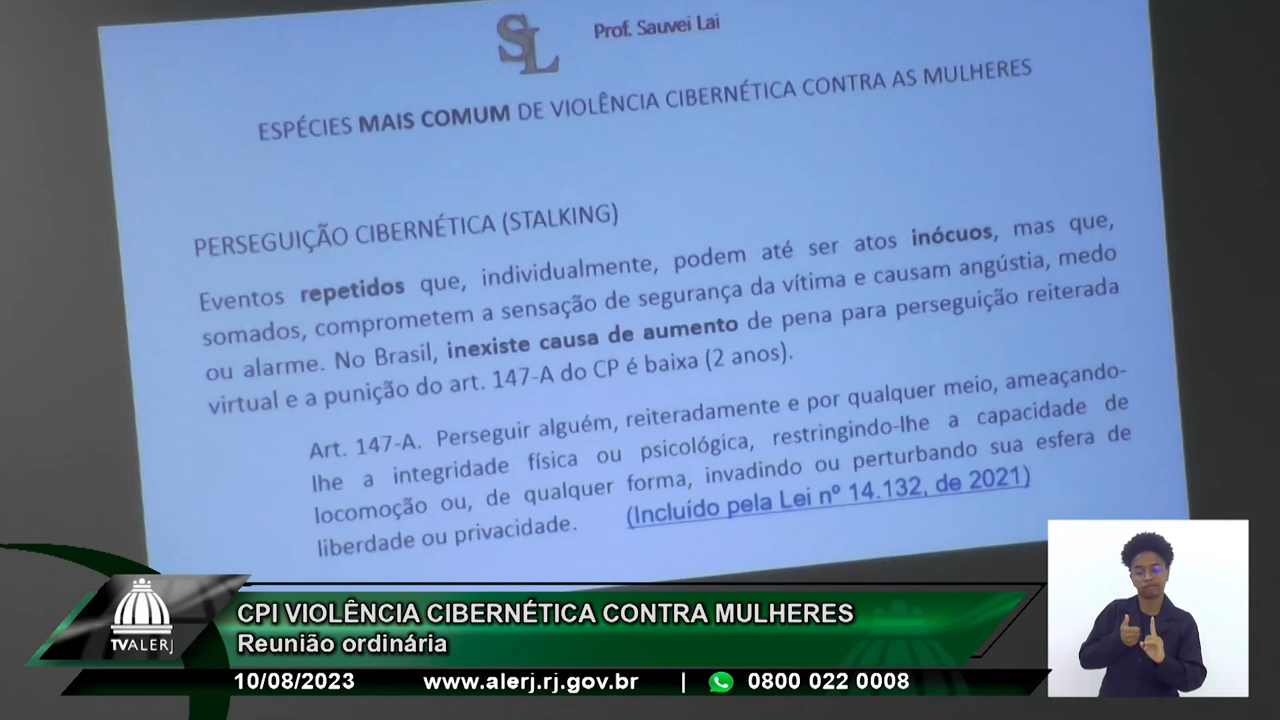 SL
Prof. Sauvei Lai
ESPÉCIES MAIS COMUM DE VIOLÊNCIA CIBERNÉTICA CONTRA AS MULHERES
PERSEGUIÇÃO CIBERNÉTICA (STALKING)
Eventos repetidos que, individualmente, podem até ser atos inócuos, mas que,
somados, comprometem a sensação de segurança da vítima e causam angústia, medo
ou alarme. No Brasil, inexiste causa de aumento de pena para perseguição reiterada
virtual e a punição do art. 147-A do CP é baixa (2 anos).
Art. 147-A. Perseguir alguém, reiteradamente e por qualquer meio, ameaçando-
lhe a integridade física ou psicológica, restringindo-lhe a capacidade de
locomoção ou, de qualquer forma, invadindo ou perturbando sua esfera de
liberdade ou privacidade. (Incluído pela Lei nº 14.132, de 2021)
TVALERJ
CPI VIOLÊNCIA CIBERNÉTICA CONTRA MULHERES
Reunião ordinária
10/08/2023 www.alerj.rj.gov.br | 0800 022 0008